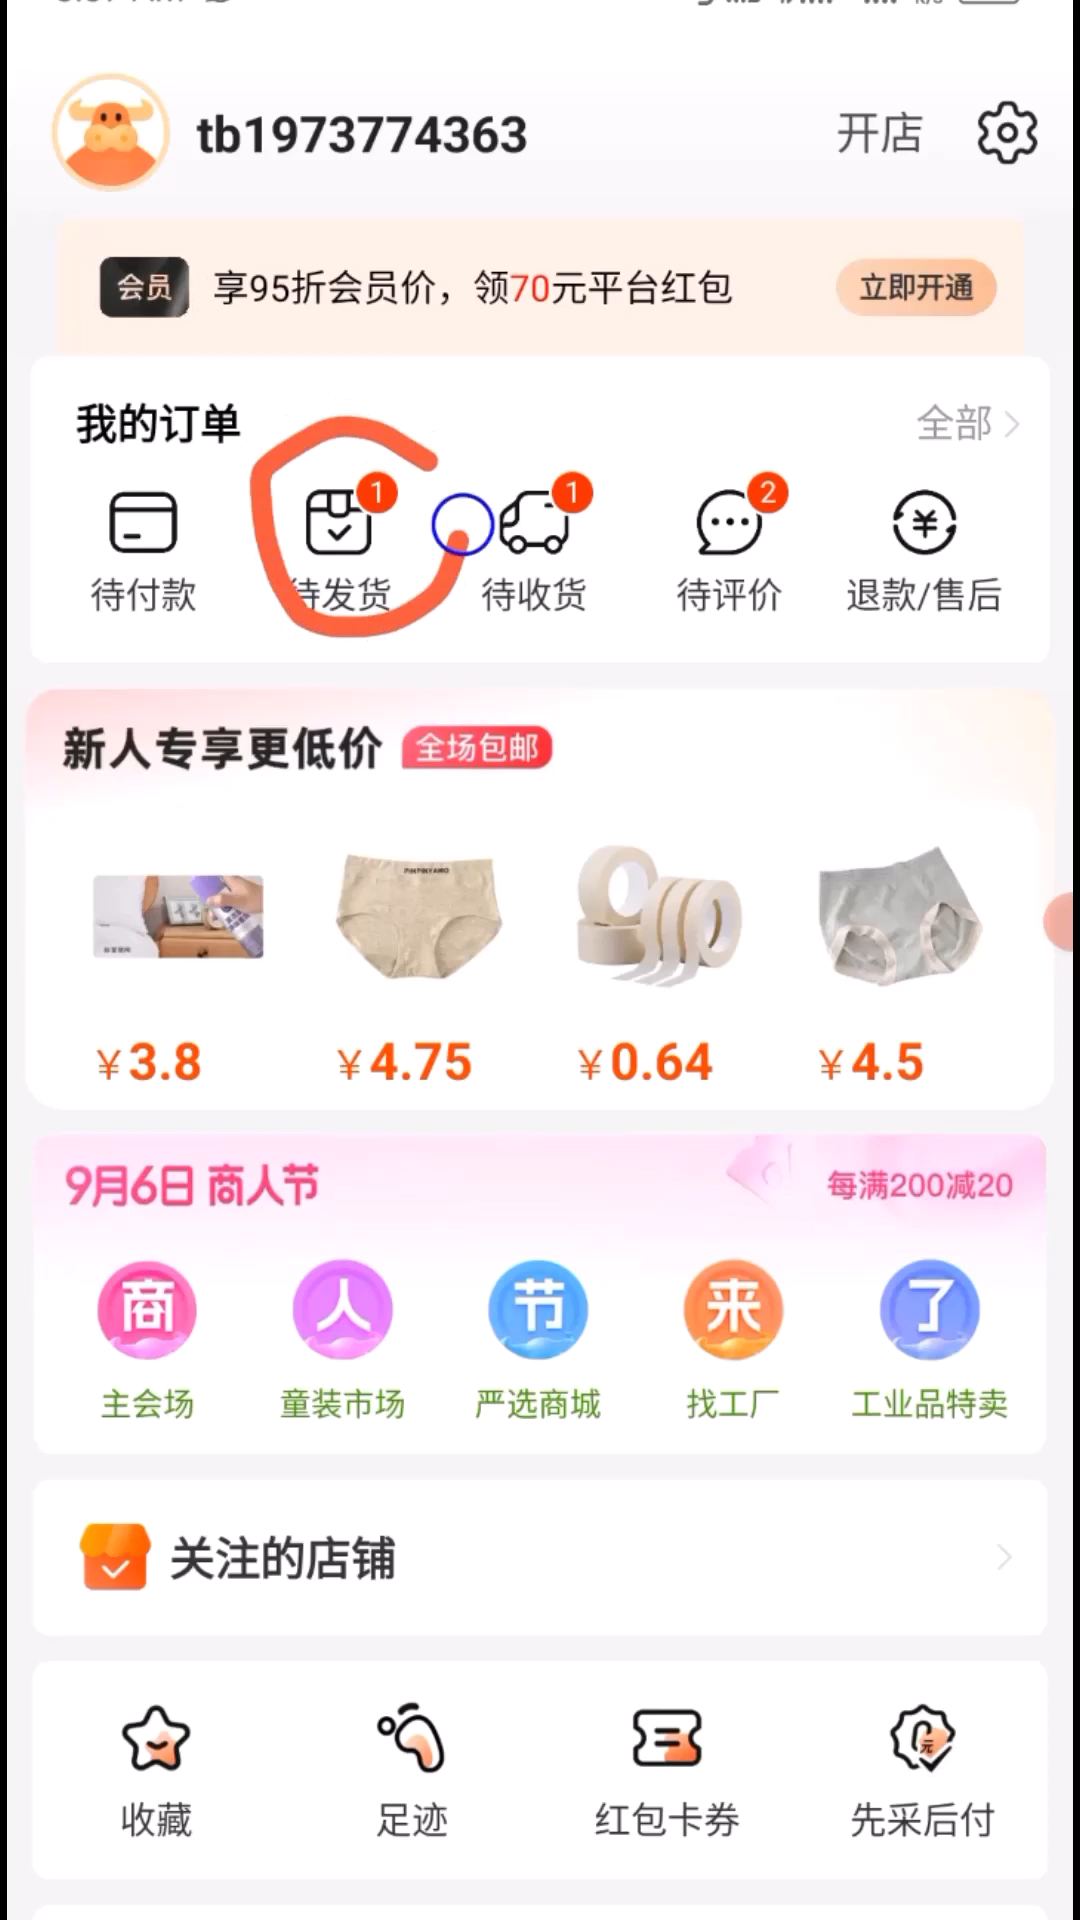 tb1973774363 开店
会员 享95折会员价，领70元平台红包 立即开通
我的订单 全部
1 1 2
待付款 待发货 待收货 待评价 退款/售后
新人专享更低价 全场包邮
¥3.8 ¥4.75 ¥0.64 ¥4.5
9月6日 商人节 每满200减20
商 人 节 来 了
主会场 童装市场 严选商城 找工厂 工业品特卖
关注的店铺
元
收藏 足迹 红包卡券 先采后付